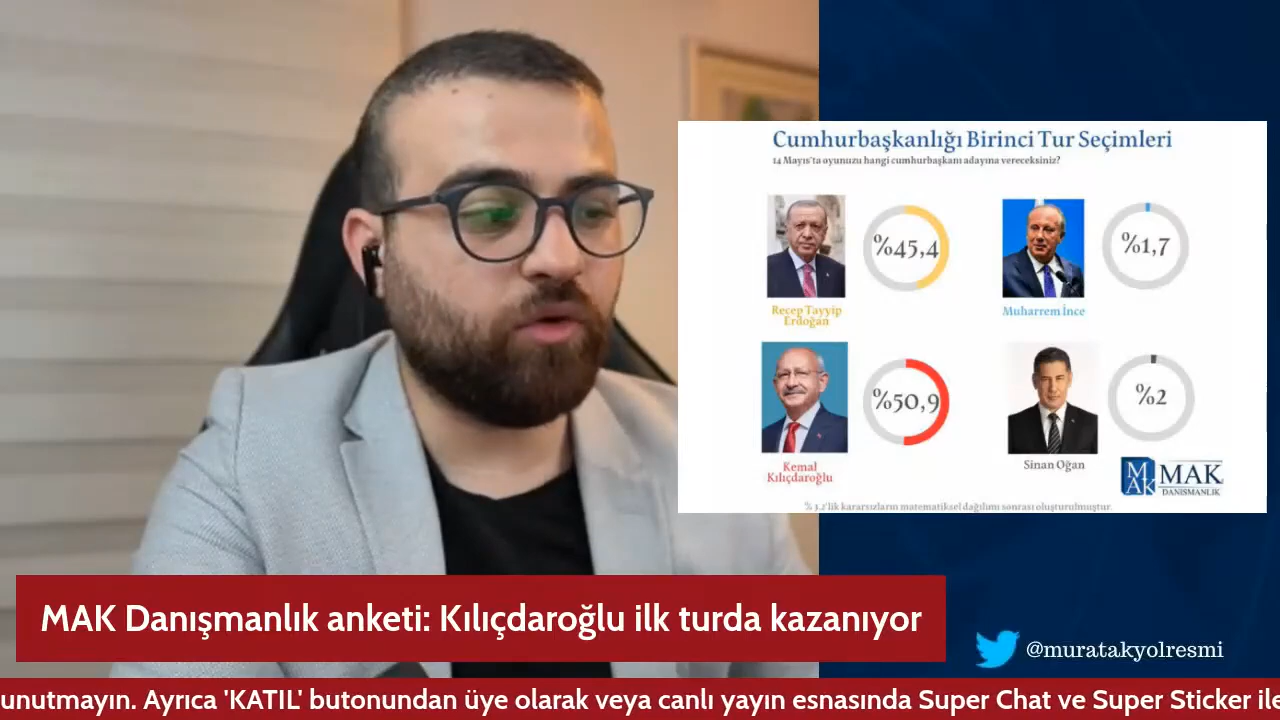 Cumhurbaşkanlığı Birinci Tur Seçimleri
14 Mayıs'ta oyunuzu hangi cumhurbaşkanı adayına vereceksiniz?
%45,4
%1,7
Recep Tayyip
Erdoğan
Muharrem İnce
%50,9
%2
Kemal
Kılıçdaroğlu
Sinan Oğan
MAK
MAK
DANIŞMANLIK
% 3,2'lik kararsızların matematiksel dağılımı sonrası oluşturulmuştur.
MAK Danışmanlık anketi: Kılıçdaroğlu ilk turda kazanıyor
@muratakyolresmi
unutmayın. Ayrıca 'KATIL' butonundan üye olarak veya canlı yayın esnasında Super Chat ve Super Sticker ile